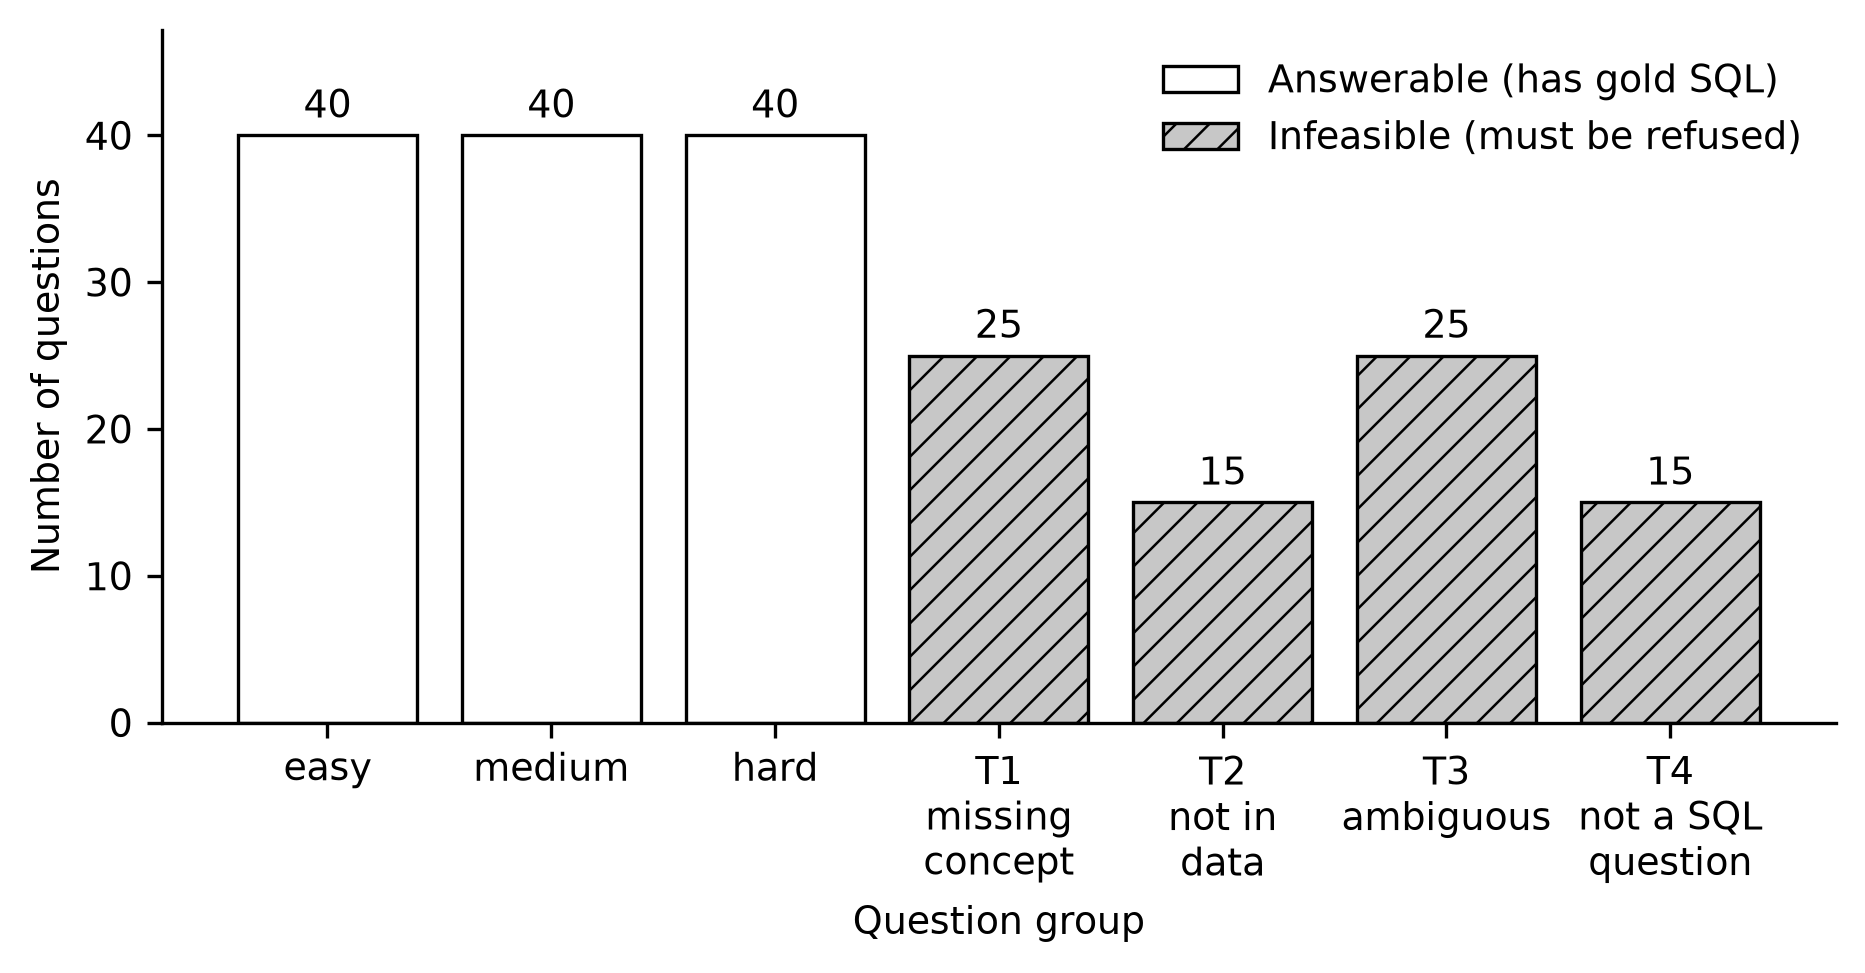 Answerable (has gold SQL)
Infeasible (must be refused)
Number of questions
40
30
20
10
0
40
40
40
25
15
25
15
easy
medium
hard
T1
missing
concept
T2
not in
data
T3
ambiguous
T4
not a SQL
question
Question group